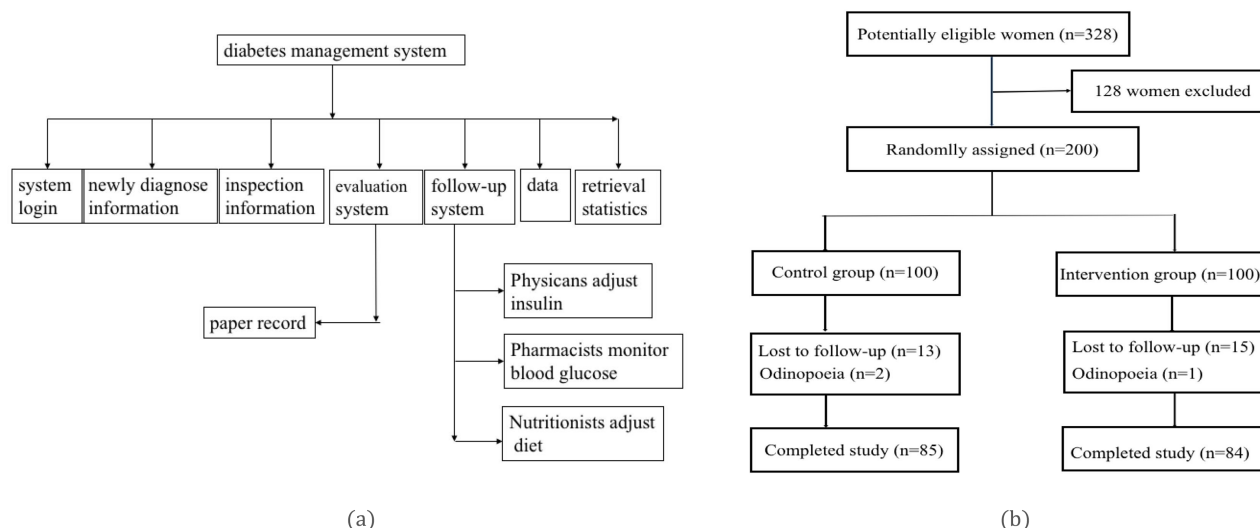 diabetes management system
system
login
newly diagnose
information
inspection
information
evaluation
system
follow-up
system
data
retrieval
statistics
Physicans adjust
insulin
paper record
Pharmacists monitor
blood glucose
Nutritionists adjust
diet
(a)
Potentially eligible women (n=328)
128 women excluded
Randomlly assigned (n=200)
Control group (n=100)
Intervention group (n=100)
Lost to follow-up (n=13)
Odinopoeia (n=2)
Lost to follow-up (n=15)
Odinopoeia (n=1)
Completed study (n=85)
Completed study (n=84)
(b)